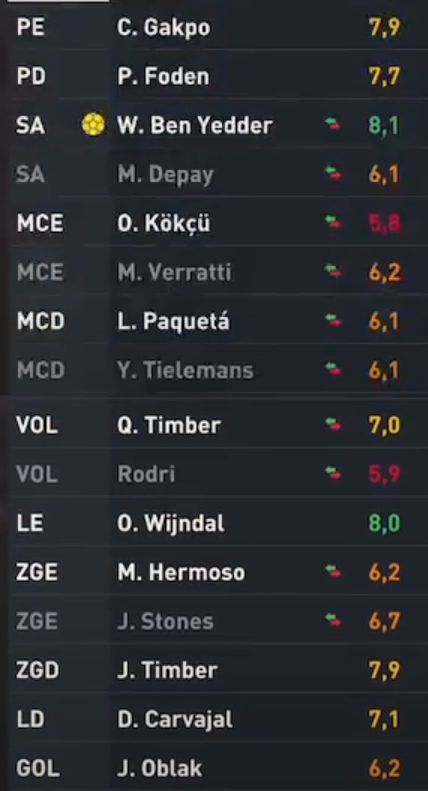 PE C. Gakpo 7,9
PD P. Foden 7,7
SA W. Ben Yedder 8,1
SA M. Depay 6,1
MCE O. Kökçü 5,8
MCE M. Verratti 6,2
MCD L. Paquetá 6,1
MCD Y. Tielemans 6,1
VOL Q. Timber 7,0
VOL Rodri 5,9
LE O. Wijndal 8,0
ZGE M. Hermoso 6,2
ZGE J. Stones 6,7
ZGD J. Timber 7,9
LD D. Carvajal 7,1
GOL J. Oblak 6,2